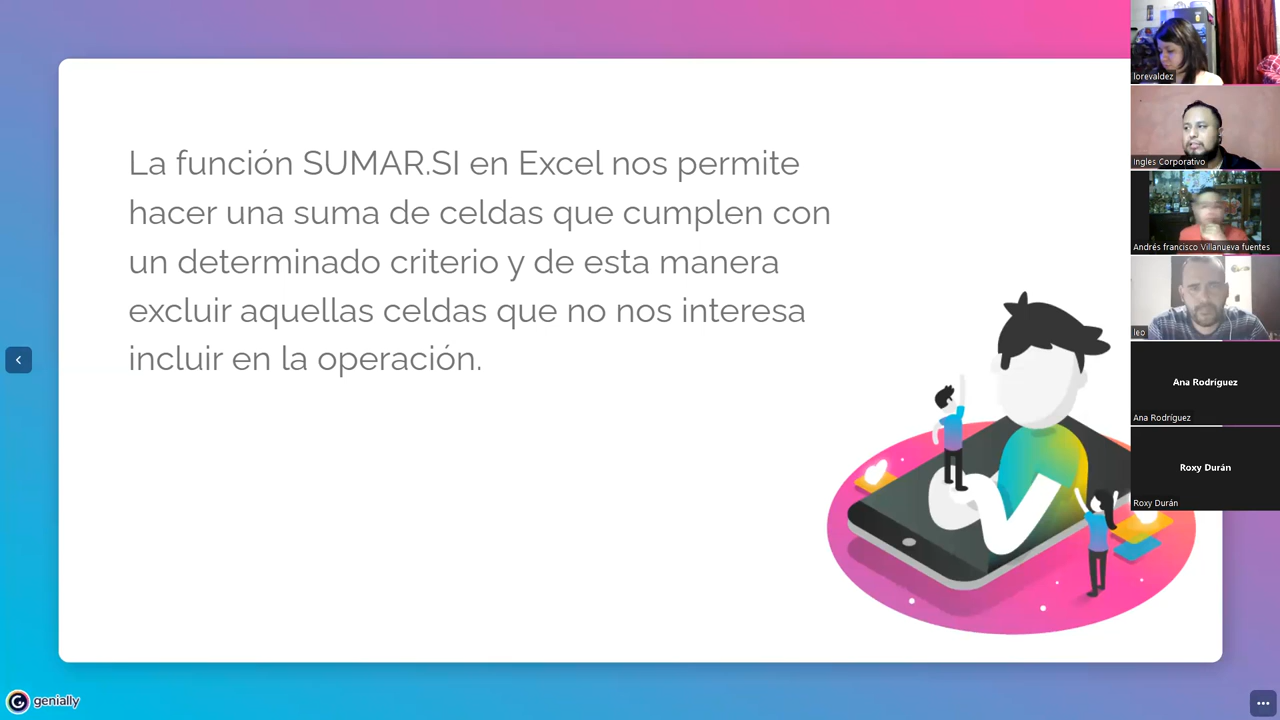 La función SUMAR.SI en Excel nos permite
hacer una suma de celdas que cumplen con
un determinado criterio y de esta manera
excluir aquellas celdas que no nos interesa
incluir en la operación.
lorevaldez
Ingles Corporativo
Andrés francisco Villanueva fuentes
leo
Ana Rodríguez
Ana Rodríguez
Roxy Durán
Roxy Durán
genially